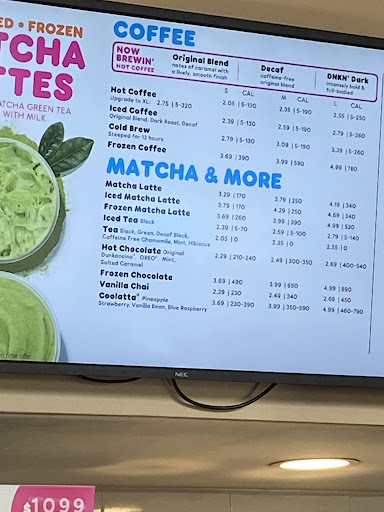 ED • FROZEN
TCHA
TTES
ATCHA GREEN TEA
WITH MILK
COFFEE
NOW
BREWIN'
HOT COFFEE
Original Blend
notes of caramel with
a lively, smooth finish
Decaf
caffeine-free
original blend
DNKN' Dark
intensely bold &
full-bodied
S CAL M CAL L CAL
Hot Coffee 2.05 | 5-130 2.35 | 5-190 2.55 | 5-250
Upgrade to XL: 2.75 | 5-320
Iced Coffee 2.39 | 5-130 2.59 | 5-190 2.79 | 5-260
Original Blend, Dark Roast, Decaf
Cold Brew 2.79 | 5-130 3.09 | 5-190 3.39 | 5-260
Steeped for 12 hours
Frozen Coffee 3.69 | 390 3.99 | 590 4.99 | 780
MATCHA & MORE
Matcha Latte 3.29 | 170 3.79 | 250 4.19 | 340
Iced Matcha Latte 3.79 | 170 4.29 | 250 4.69 | 340
Frozen Matcha Latte 3.69 | 260 3.99 | 390 4.99 | 530
Iced Tea Black 2.39 | 5-70 2.59 | 5-100 2.79 | 5-140
Tea Black, Green, Decaf Black, 2.05 | 0 2.35 | 0 2.55 | 0
Caffeine Free Chamomile, Mint, Hibiscus
Hot Chocolate Original 2.29 | 210-240 2.49 | 300-350 2.69 | 400-540
Dunkaccino®, OREO®, Mint,
Salted Caramel
Frozen Chocolate 3.69 | 490 3.99 | 690 4.99 | 890
Vanilla Chai 2.29 | 230 2.49 | 340 2.69 | 450
Coolatta® Pineapple 3.69 | 230-390 3.99 | 350-590 4.99 | 460-790
Strawberry, Vanilla Bean, Blue Raspberry
NEC
$10.99